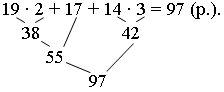 19 · 2 + 17 + 14 · 3 = 97 (р.).
38 42
55
97